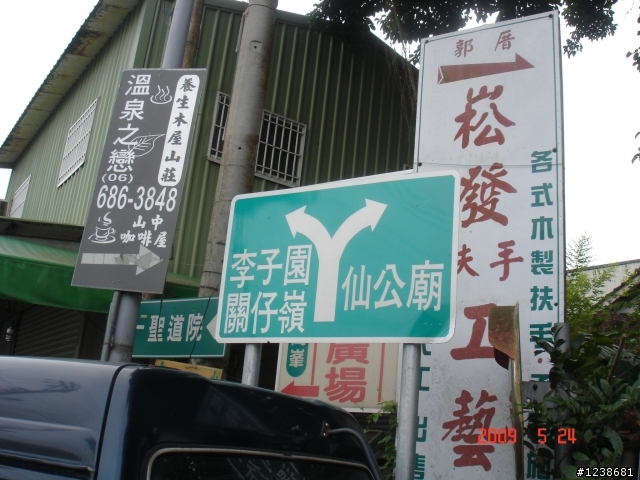 溫泉之戀
養生木屋山莊
(06)
686-3848
山中
咖啡屋
聖道院
李子園
關仔嶺
仙公廟
廣場
郭厝
崧發
扶手
工藝
各式木製扶手
出售
2009 5 24
#1238681